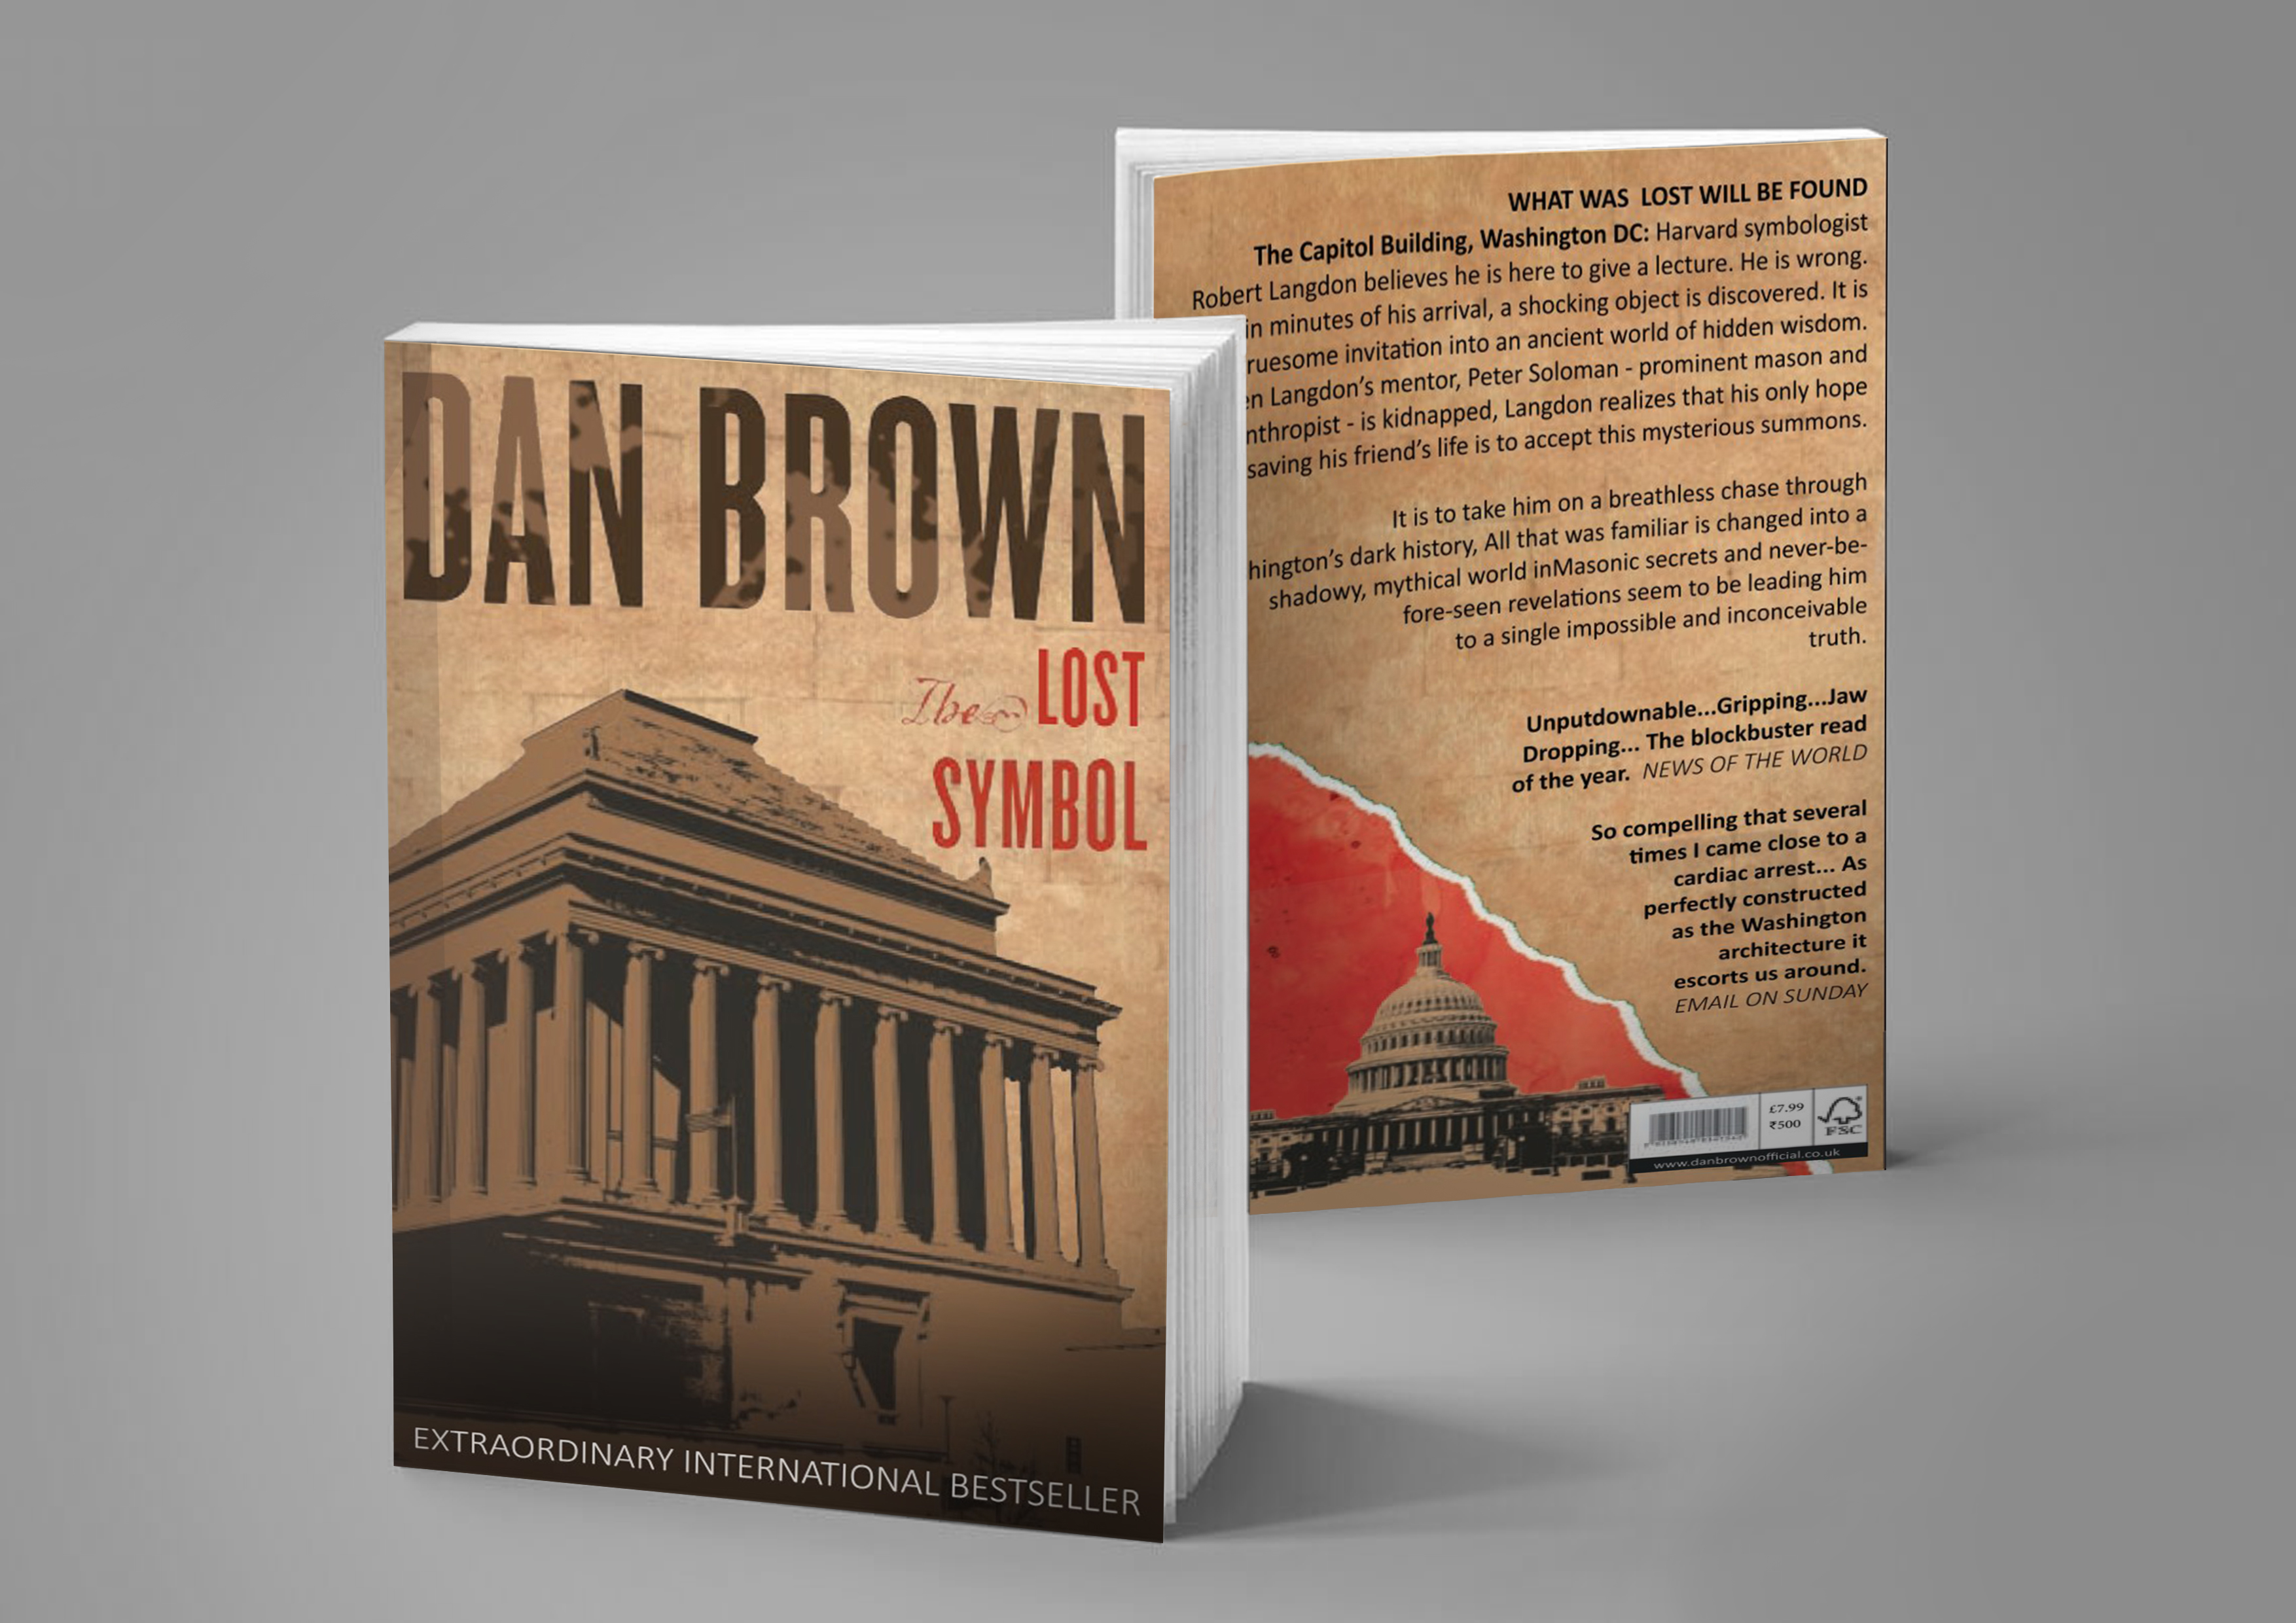 DAN BROWN
The LOST
SYMBOL
EXTRAORDINARY INTERNATIONAL BESTSELLER
WHAT WAS LOST WILL BE FOUND
The Capitol Building, Washington DC: Harvard symbologist
Robert Langdon believes he is here to give a lecture. He is wrong.
in minutes of his arrival, a shocking object is discovered. It is
ruesome invitation into an ancient world of hidden wisdom.
en Langdon's mentor, Peter Soloman - prominent mason and
nthropist - is kidnapped, Langdon realizes that his only hope
saving his friend's life is to accept this mysterious summons.
It is to take him on a breathless chase through
hington's dark history, All that was familiar is changed into a
shadowy, mythical world inMasonic secrets and never-be-
fore-seen revelations seem to be leading him
to a single impossible and inconceivable
truth.
Unputdownable...Gripping...Jaw
Dropping... The blockbuster read
of the year. NEWS OF THE WORLD
So compelling that several
times I came close to a
cardiac arrest... As
perfectly constructed
as the Washington
architecture it
escorts us around.
EMAIL ON SUNDAY
£7.99
₹500
FSC
www.danbrownofficial.co.uk